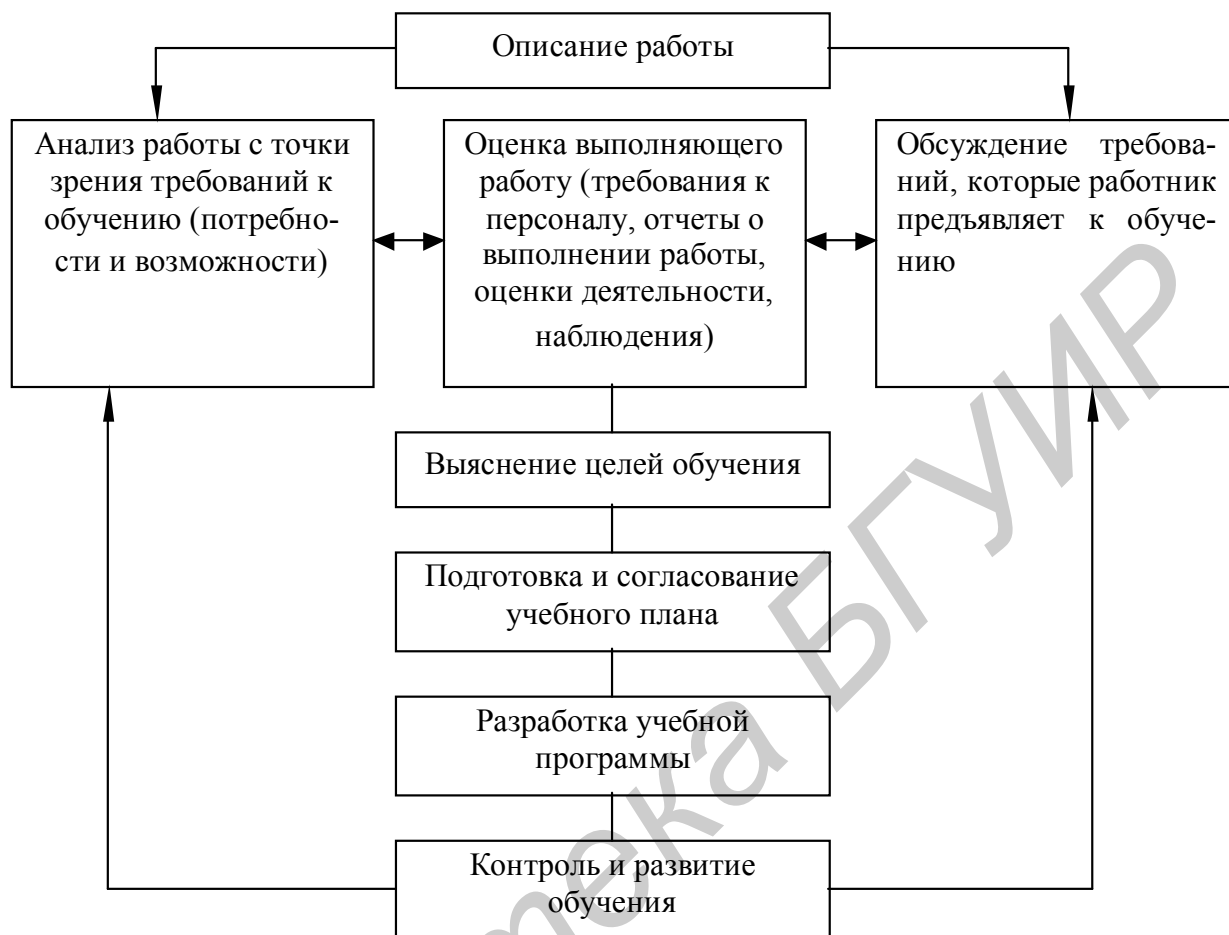 Описание работы
Анализ работы с точки
зрения требований к
обучению (потребно-
сти и возможности)
Оценка выполняющего
работу (требования к
персоналу, отчеты о
выполнении работы,
оценки деятельности,
наблюдения)
Обсуждение требова-
ний, которые работник
предъявляет к обуче-
нию
Выяснение целей обучения
Подготовка и согласование
учебного плана
Разработка учебной
программы
Контроль и развитие
обучения
БГУИР